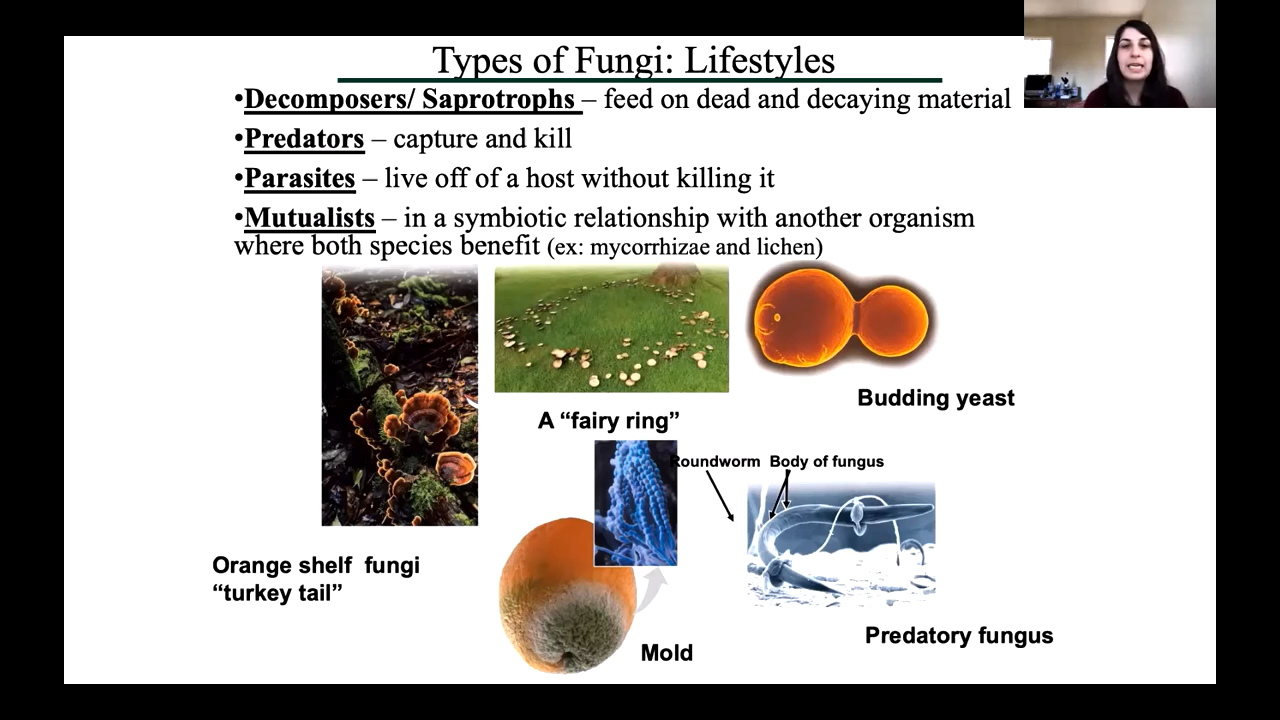 Types of Fungi: Lifestyles
•Decomposers/ Saprotrophs – feed on dead and decaying material
•Predators – capture and kill
•Parasites – live off of a host without killing it
•Mutualists – in a symbiotic relationship with another organism
where both species benefit (ex: mycorrhizae and lichen)
Budding yeast
A “fairy ring”
Roundworm Body of fungus
Orange shelf fungi
“turkey tail”
Predatory fungus
Mold